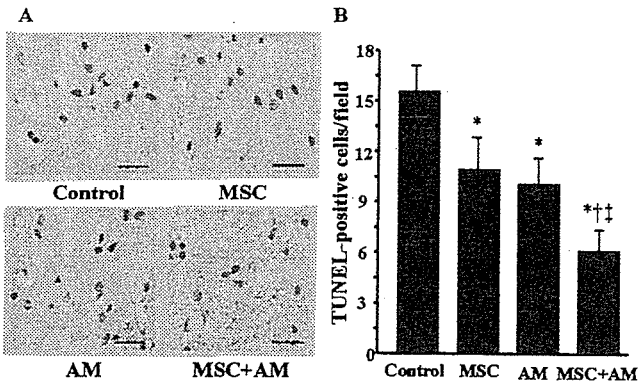 A
Control
MSC
AM
MSC+AM
B
TUNEL-positive cells/field
18
15
12
9
6
3
0
*
*
*†‡
Control MSC AM MSC+AM